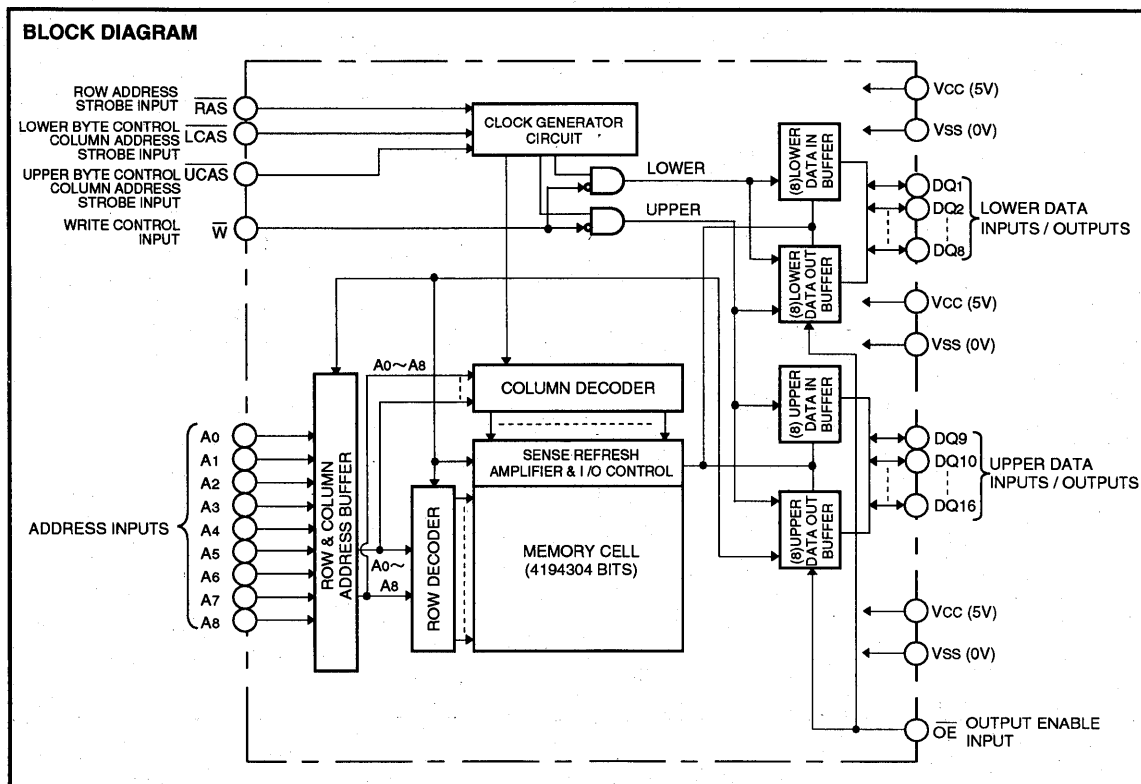 BLOCK DIAGRAM
ROW ADDRESS
STROBE INPUT
RAS
LOWER BYTE CONTROL
COLUMN ADDRESS
STROBE INPUT
LCAS
UPPER BYTE CONTROL
COLUMN ADDRESS
STROBE INPUT
UCAS
WRITE CONTROL
INPUT
W
CLOCK GENERATOR
CIRCUIT
LOWER
UPPER
(8)LOWER
DATA IN
BUFFER
(8)LOWER
DATA OUT
BUFFER
VCC (5V)
VSS (0V)
DQ1
DQ2
DQ8
LOWER DATA
INPUTS / OUTPUTS
VCC (5V)
VSS (0V)
A0~A8
COLUMN DECODER
SENSE REFRESH
AMPLIFIER & I /O CONTROL
MEMORY CELL
(4194304 BITS)
ROW DECODER
A0~
A8
ROW & COLUMN
ADDRESS BUFFER
ADDRESS INPUTS
A0
A1
A2
A3
A4
A5
A6
A7
A8
(8) UPPER
DATA IN
BUFFER
(8)UPPER
DATA OUT
BUFFER
DQ9
DQ10
DQ16
UPPER DATA
INPUTS / OUTPUTS
VCC (5V)
VSS (0V)
OE
OUTPUT ENABLE
INPUT